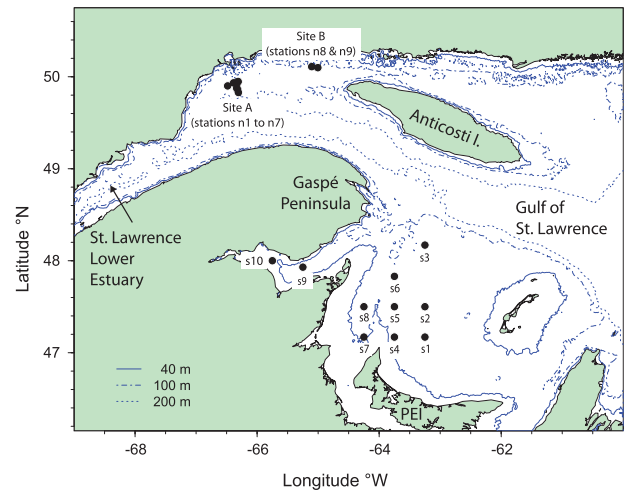 Site B
(stations n8 & n9)
50
Site A
(stations n1 to n7)
Anticosti I.
49
Gaspé
Peninsula
Gulf of
St. Lawrence
St. Lawrence
Lower
Estuary
s3
48
s10
s9
s6
s8
s5
s2
s7
s4
s1
47
40 m
100 m
200 m
PEI
-68
-66
-64
-62
Latitude °N
Longitude °W